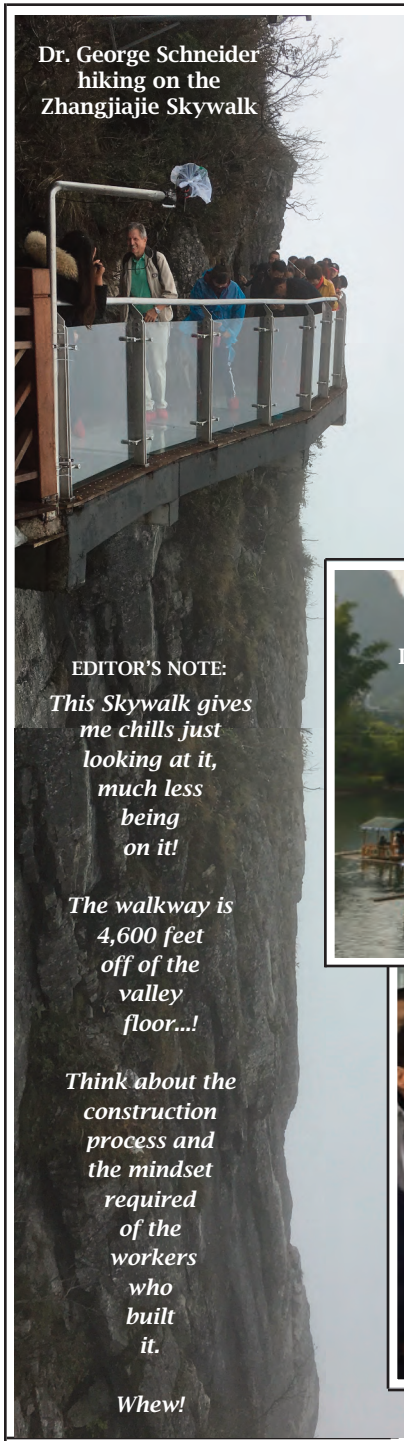 Dr. George Schneider
hiking on the
Zhangjiajie Skywalk
EDITOR'S NOTE:
This Skywalk gives
me chills just
looking at it,
much less
being
on it!
The walkway is
4,600 feet
off of the
valley
floor...!
Think about the
construction
process and
the mindset
required
of the
workers
who
built
it.
Whew!